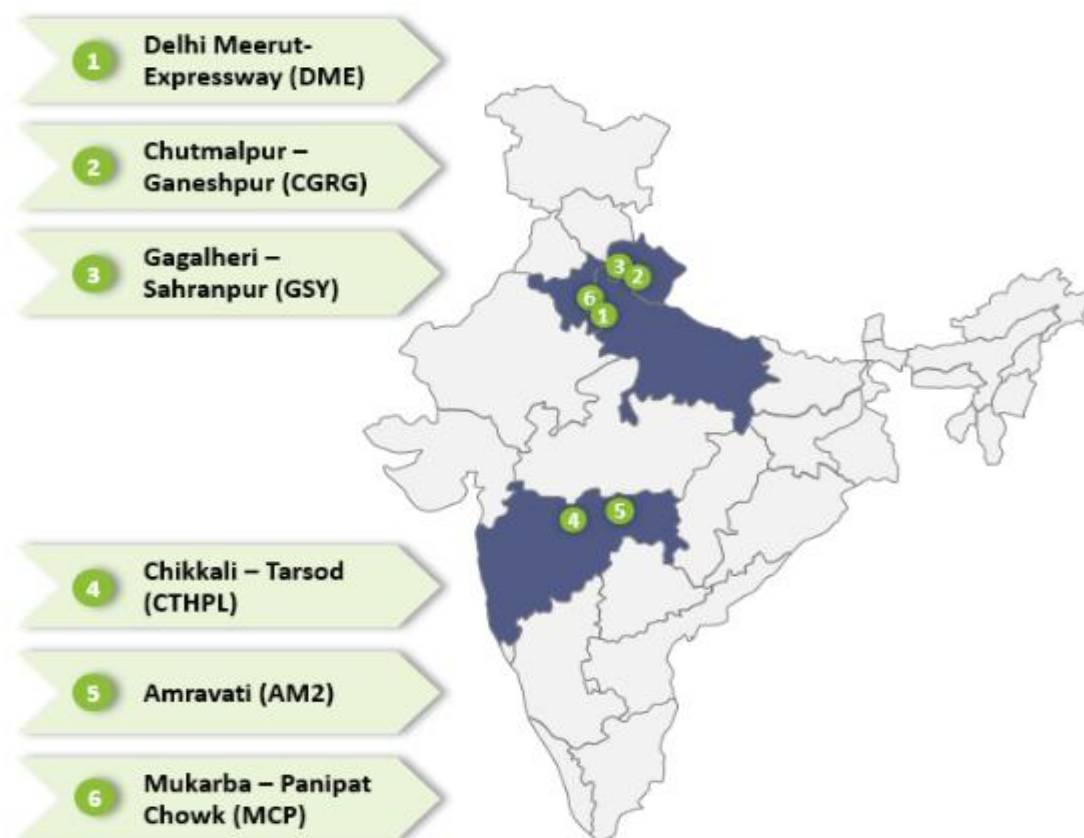 1
Delhi Meerut-
Expressway (DME)
2
Chutmalpur –
Ganeshpur (CGRG)
3
Gagalheri –
Sahranpur (GSY)
4
Chikkali – Tarsod
(CTHPL)
5
Amravati (AM2)
6
Mukarba – Panipat
Chowk (MCP)
3
2
6
1
4
5